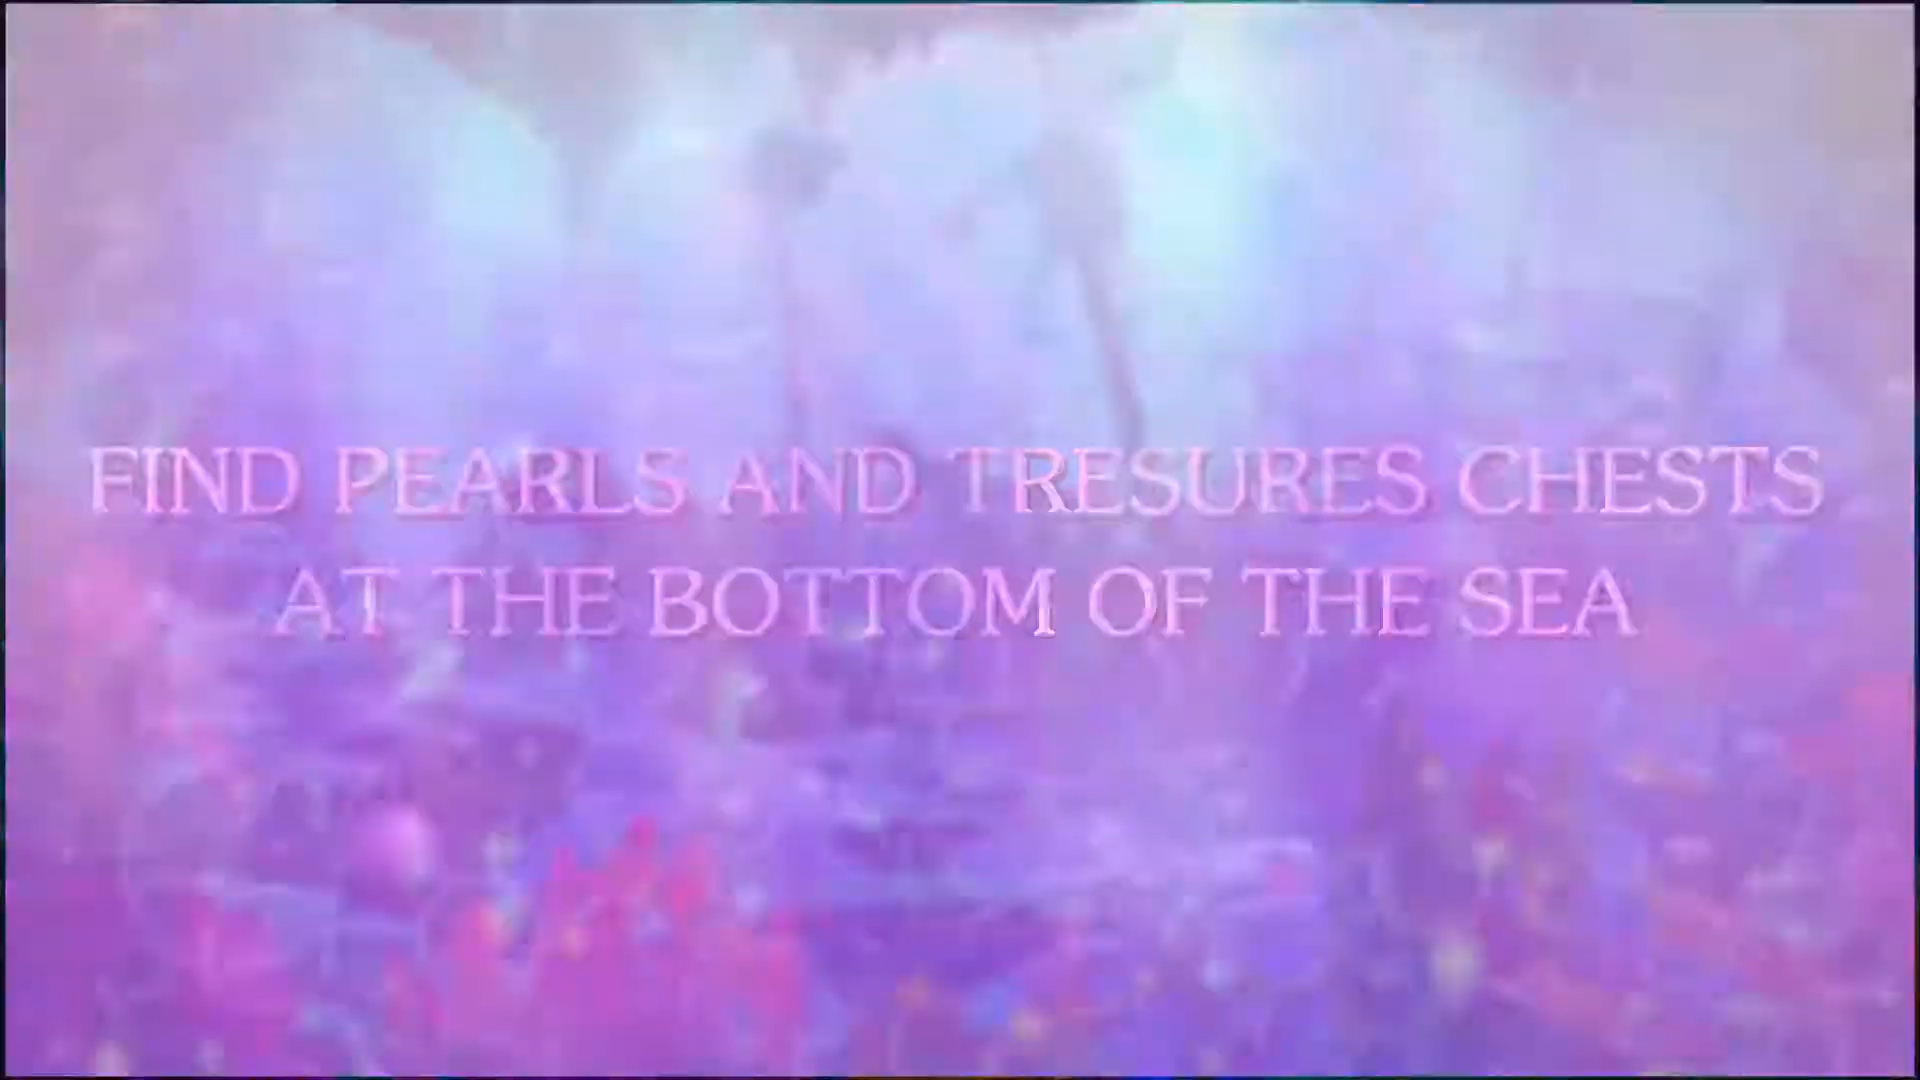 FIND PEARLS AND TRESURES CHESTS
AT THE BOTTOM OF THE SEA